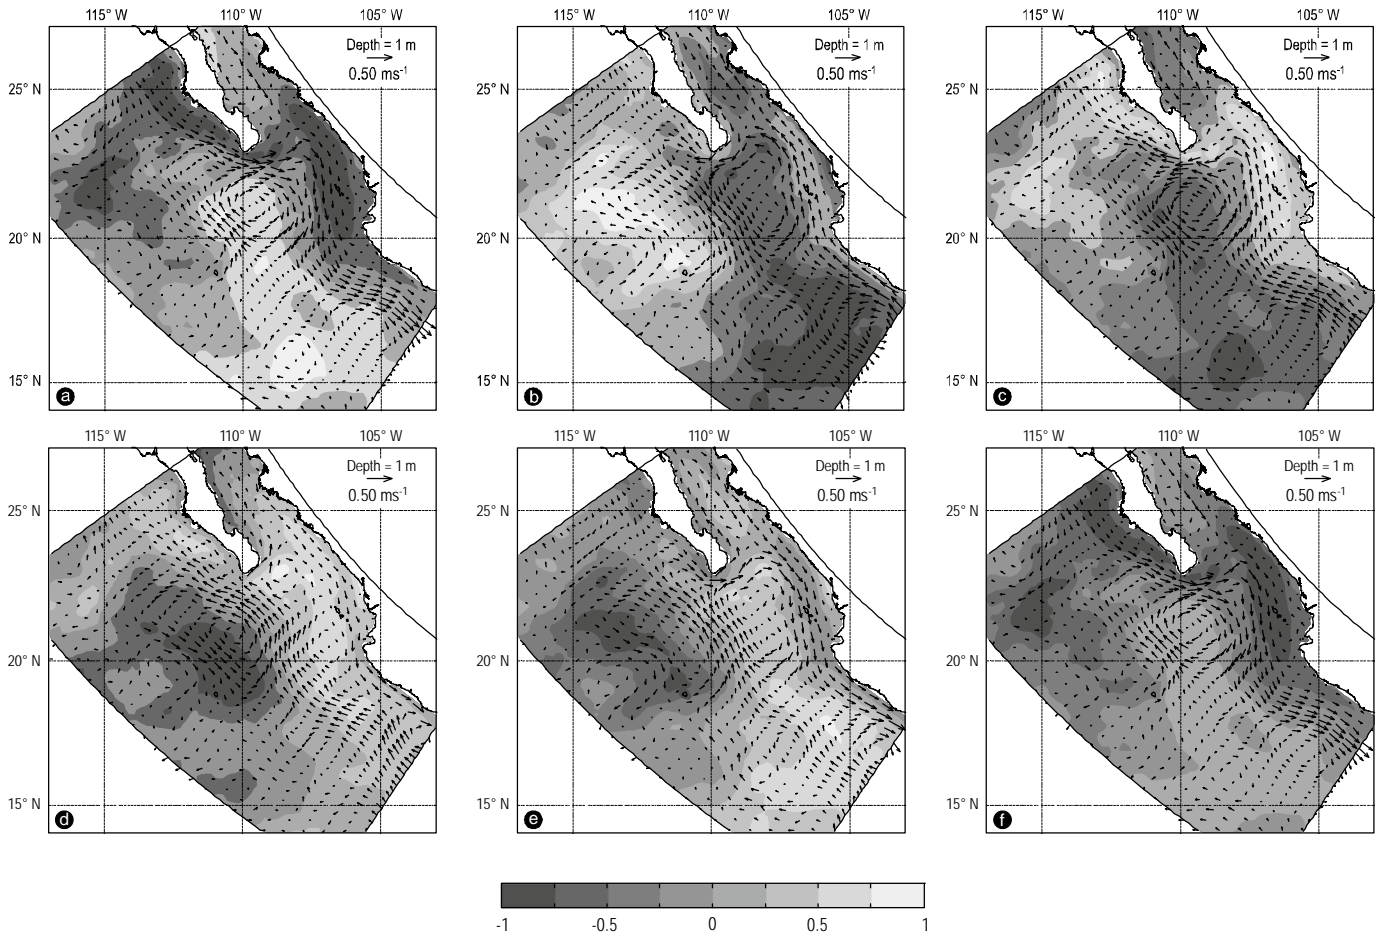 115° W 110° W 105° W 110° W 115° W 105° W 115° W 110° W 105° W
Depth = 1 m Depth = 1 m Depth = 1 m
0.50 ms-1 0.50 ms-1 0.50 ms-1
25° N 25° N 25° N
20° N 20° N 20° N
15° N 15° N 15° N
a b c
115° W 110° W 105° W 115° W 110° W 105° W 115° W 110° W 105° W
Depth = 1 m Depth = 1 m Depth = 1 m
0.50 ms-1 0.50 ms-1 0.50 ms-1
25° N 25° N 25° N
20° N 20° N 20° N
15° N 15° N 15° N
d e f
-1 -0.5 0 0.5 1